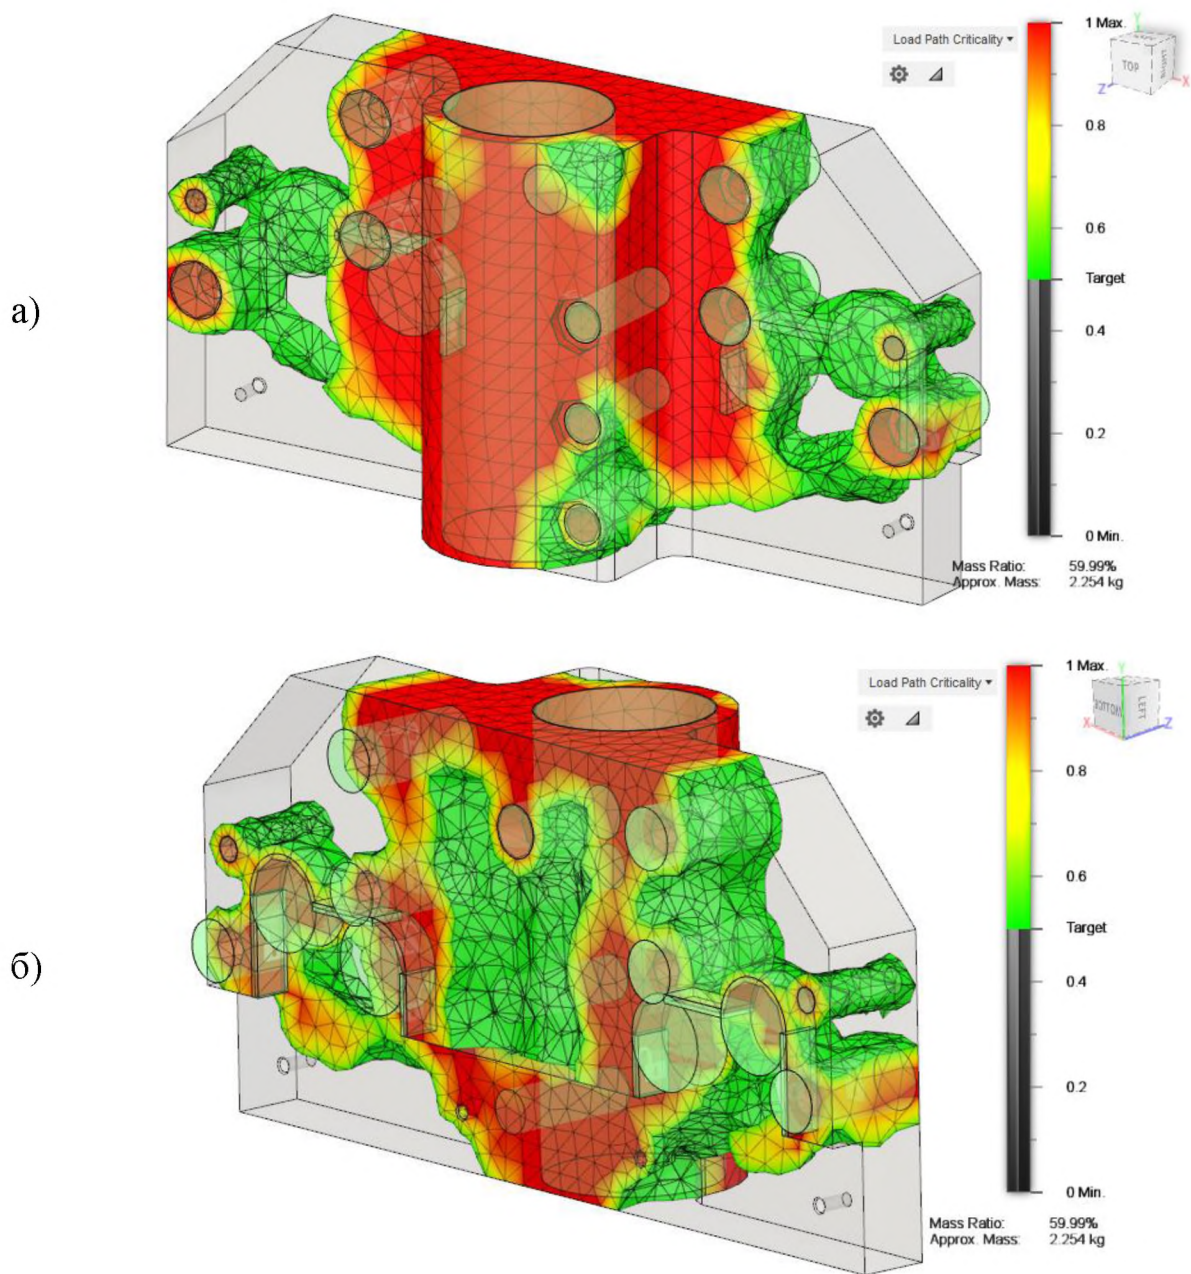 а)
Load Path Criticality
1 Max.
0.8
0.6
Target
0.4
0.2
0 Min.
Y
TOP
Z
X
Mass Ratio: 59.99%
Approx. Mass: 2.254 kg
б)
Load Path Criticality
1 Max.
0.8
0.6
Target
0.4
0.2
0 Min.
Y
BOTTOM
LEFT
X
Z
Mass Ratio: 59.99%
Approx. Mass: 2.254 kg